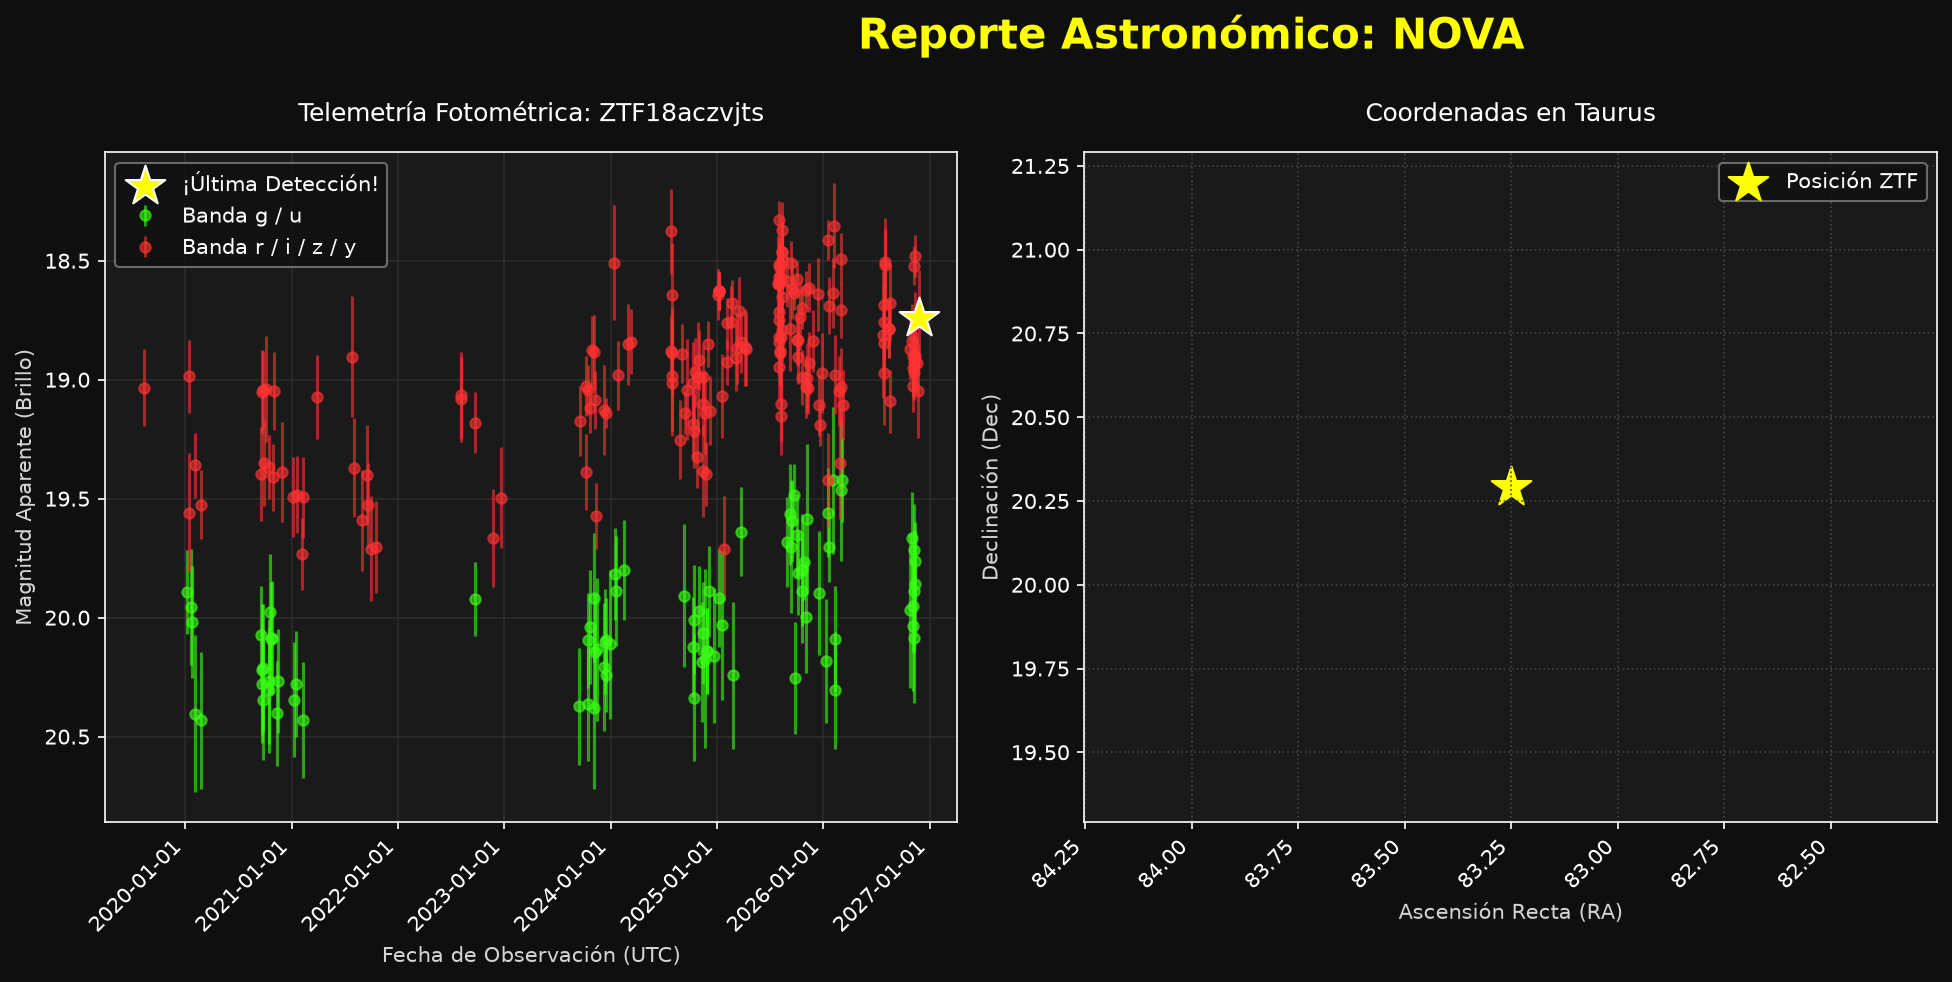 Reporte Astronómico: NOVA
Telemetría Fotométrica: ZTF18aczvjts
¡Última Detección!
Banda g / u
Banda r / i / z / y
Magnitud Aparente (Brillo)
18.5
19.0
19.5
20.0
20.5
2020-01-01
2021-01-01
2022-01-01
2023-01-01
2024-01-01
2025-01-01
2026-01-01
2027-01-01
Fecha de Observación (UTC)
Coordenadas en Taurus
Posición ZTF
Declinación (Dec)
21.25
21.00
20.75
20.50
20.25
20.00
19.75
19.50
84.25
84.00
83.75
83.50
83.25
83.00
82.75
82.50
Ascensión Recta (RA)